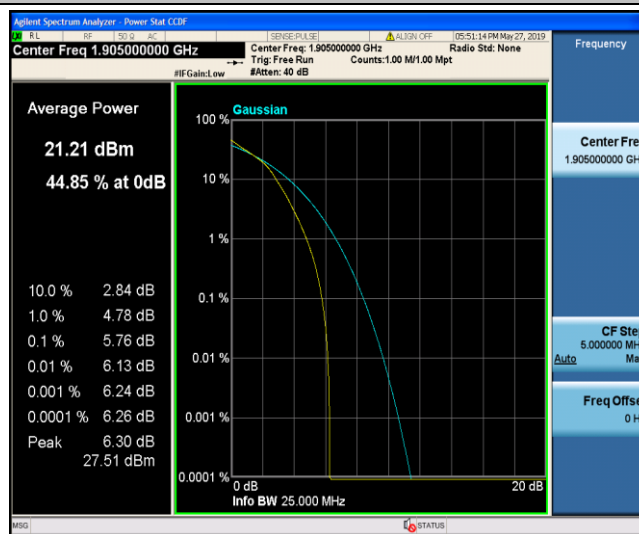 Agilent Spectrum Analyzer - Power Stat CCDF
RL RF 50 Ω AC SENSE:PULSE ALIGN OFF 05:51:14 PM May 27, 2019
Center Freq 1.905000000 GHz
Center Freq: 1.905000000 GHz Radio Std: None
Trig: Free Run Counts:1.00 M/1.00 Mpt
#IFGain:Low #Atten: 40 dB
Frequency
Average Power
21.21 dBm
44.85 % at 0dB
10.0 % 2.84 dB
1.0 % 4.78 dB
0.1 % 5.76 dB
0.01 % 6.13 dB
0.001 % 6.24 dB
0.0001 % 6.26 dB
Peak 6.30 dB
27.51 dBm
Gaussian
100 %
10 %
1 %
0.1 %
0.01 %
0.001 %
0.0001 %
0 dB 20 dB
Info BW 25.000 MHz
Center Fre
1.905000000 GH
CF Ste
5.000000 MH
Auto Ma
Freq Offse
0 H
MSG STATUS